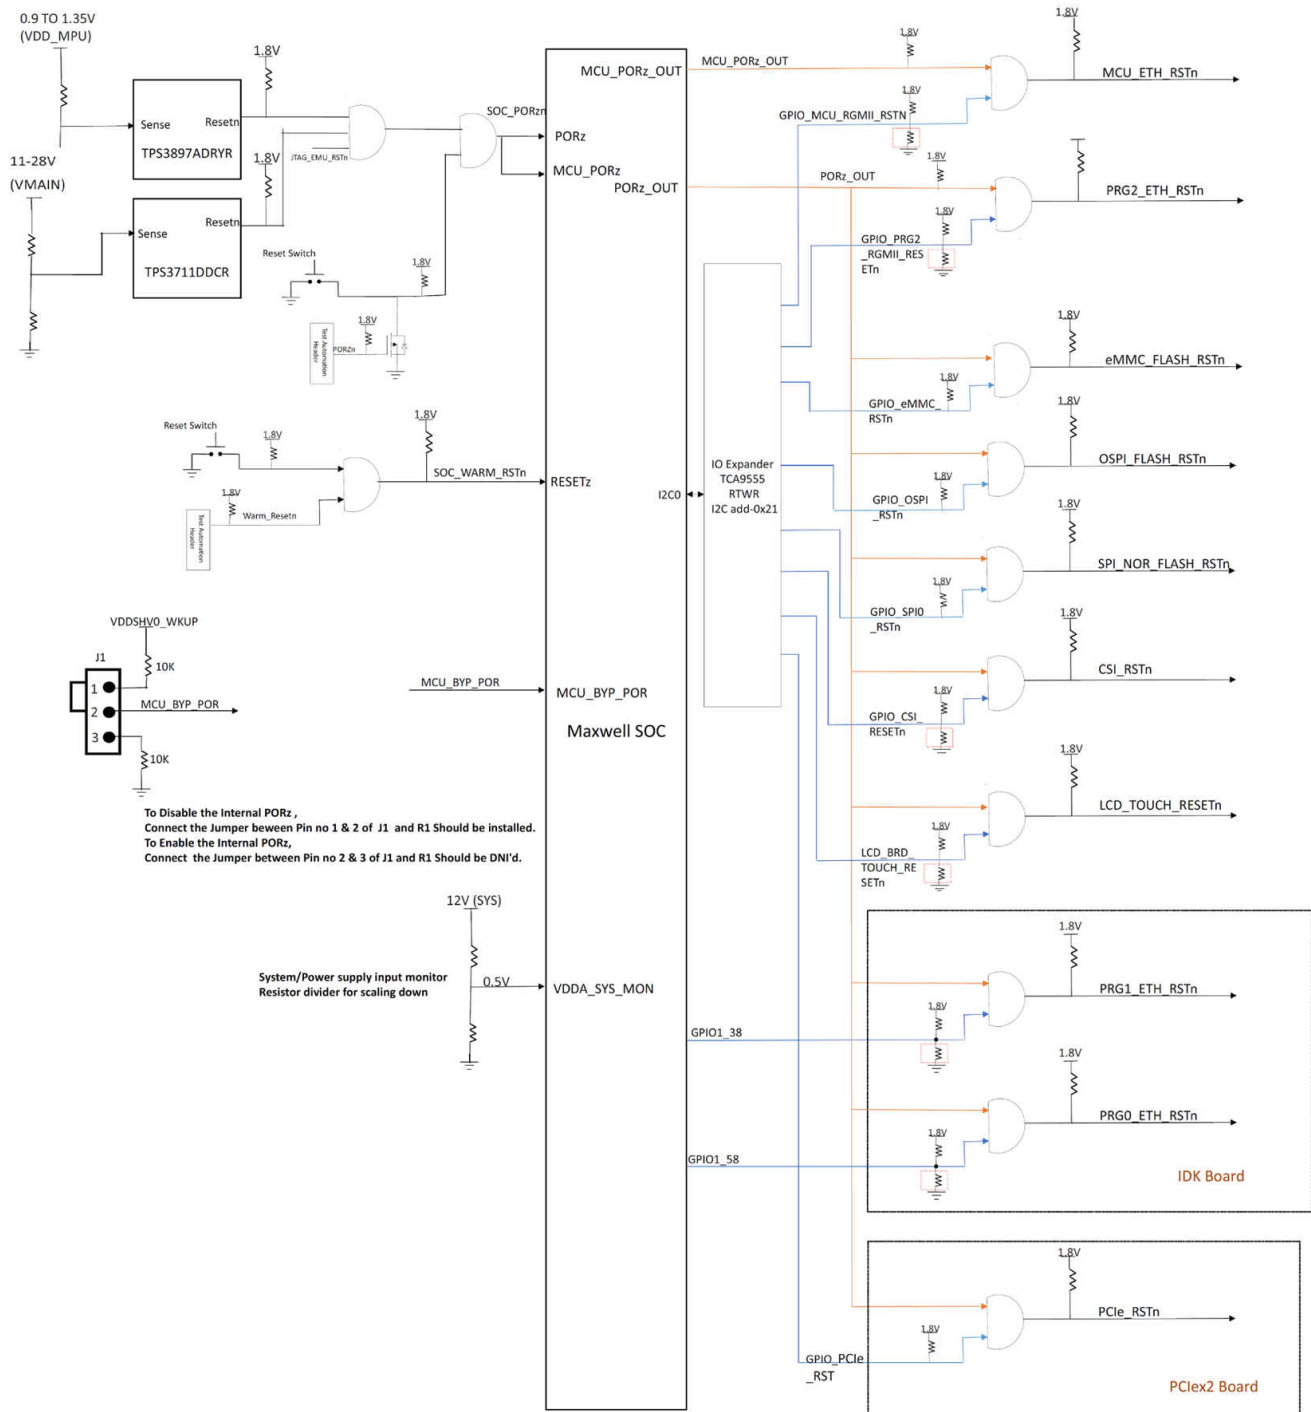 0.9 TO 1.35V
(VDD_MPU)
1.8V
Sense
Resetn
TPS3897ADRYR
11-28V
(VMAIN)
1.8V
Sense
Resetn
TPS3711DDCR
JTAG_EMU_RSTn
SOC_PORzn
Reset Switch
1.8V
1.8V
Test Automation
Header
PORZn
Reset Switch
1.8V
1.8V
SOC_WARM_RSTn
1.8V
Warm_Resetn
Test Automation
Header
VDDSHV0_WKUP
J1
10K
1
2
3
MCU_BYP_POR
10K
MCU_BYP_POR
To Disable the Internal PORz ,
Connect the Jumper beween Pin no 1 & 2 of J1 and R1 Should be installed.
To Enable the Internal PORz,
Connect the Jumper between Pin no 2 & 3 of J1 and R1 Should be DNI'd.
12V (SYS)
System/Power supply input monitor
Resistor divider for scaling down
0.5V
MCU_PORz_OUT
PORz
MCU_PORz
PORz_OUT
RESETz
I2C0
MCU_BYP_POR
Maxwell SOC
VDDA_SYS_MON
IO Expander
TCA9555
RTWR
I2C add-0x21
MCU_PORz_OUT
1.8V
1.8V
1.8V
GPIO_MCU_RGMII_RSTN
MCU_ETH_RSTn
PORz_OUT
1.8V
1.8V
GPIO_PRG2
_RGMII_RES
ETn
PRG2_ETH_RSTn
1.8V
1.8V
GPIO_eMMC_
RSTn
eMMC_FLASH_RSTn
1.8V
1.8V
GPIO_OSPI
_RSTn
OSPI_FLASH_RSTn
1.8V
1.8V
GPIO_SPI0
_RSTn
SPI_NOR_FLASH_RSTn
1.8V
1.8V
GPIO_CSI_
RESETn
CSI_RSTn
1.8V
1.8V
LCD_BRD_
TOUCH_RE
SETn
LCD_TOUCH_RESETn
1.8V
1.8V
GPIO1_38
PRG1_ETH_RSTn
1.8V
1.8V
GPIO1_58
PRG0_ETH_RSTn
IDK Board
1.8V
1.8V
GPIO_PCIe
_RST
PCIe_RSTn
PCIex2 Board